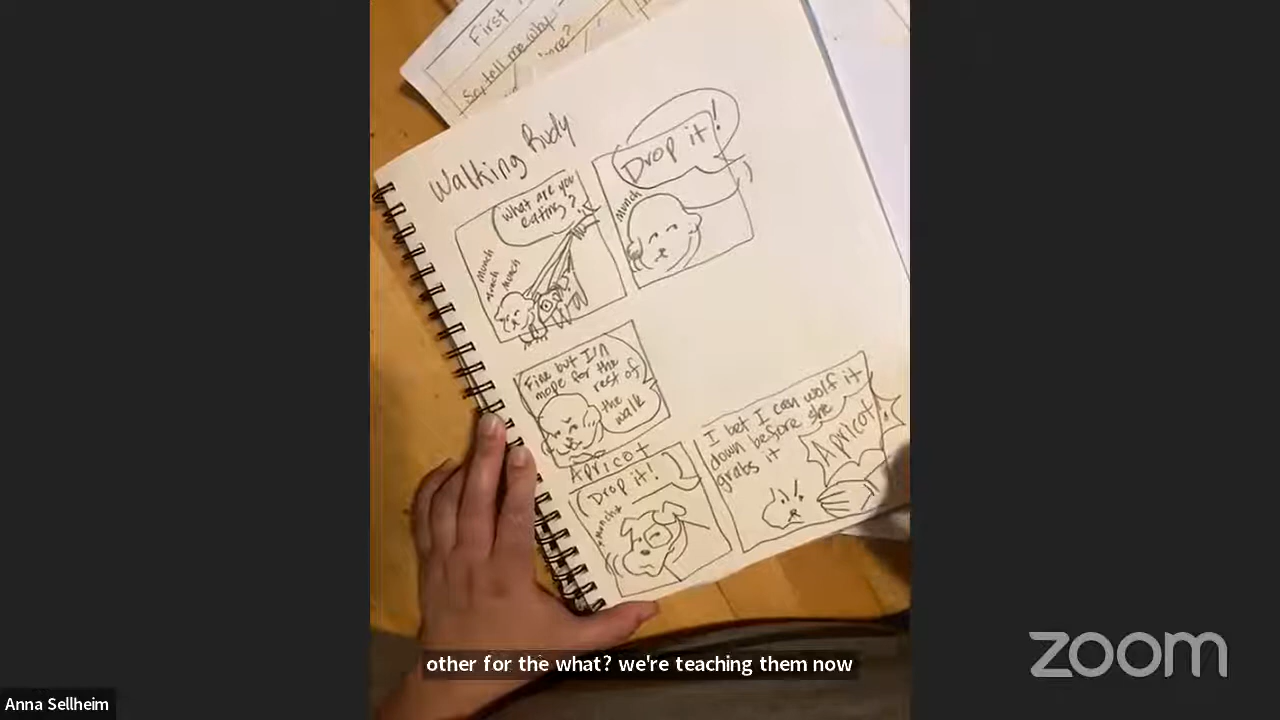 First
So, tell me why
Walking Rudy
What are you
eating?
Munch
Munch
Munch
Drop it!
Munch
Fine but I'll
mope for the
rest of
the
walk
Apricot
Drop it!
*Munch*
I bet I can wolf it
down before she
grabs it
Apricot
other for the what? we're teaching them now
Anna Sellheim
zoom